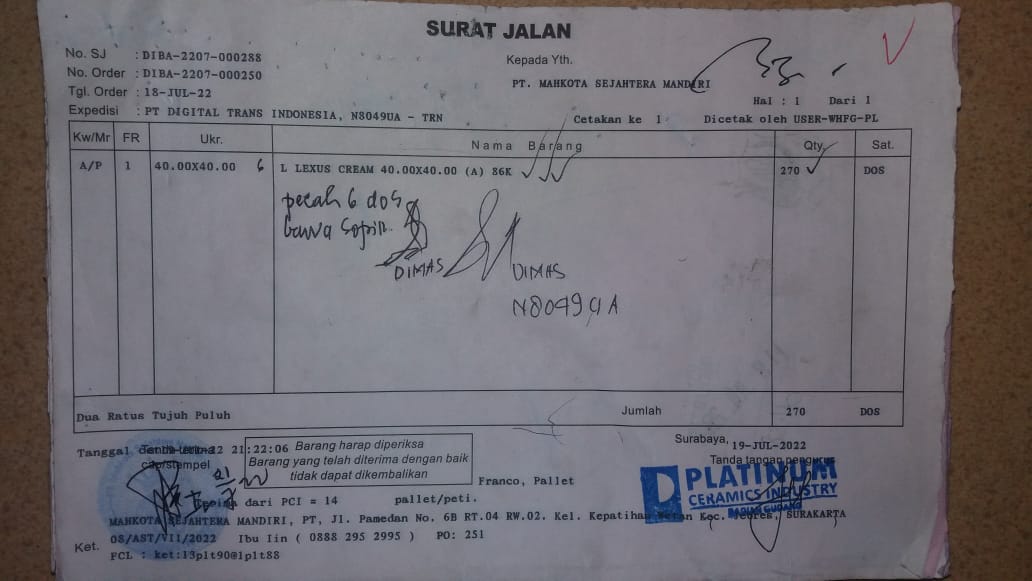 SURAT JALAN
No. SJ : DIBA-2207-000288
Kepada Yth.
No. Order : DIBA-2207-000250
PT. MAHKOTA SEJAHTERA MANDIRI
Tgl. Order : 18-JUL-22
Hal : 1 Dari 1
Expedisi : PT DIGITAL TRANS INDONESIA, N8049UA - TRN
Cetakan ke 1 Dicetak oleh USER-WHFG-PL
Kw/Mr FR Ukr. Nama Barang Qty. Sat.
A/P 1 40.00X40.00 6 L LEXUS CREAM 40.00X40.00 (A) 86K 270 DOS
pecah 6 dos
bawa Sopir
DIMAS
DIMAS
N8049UA
Dua Ratus Tujuh Puluh Jumlah 270 DOS
Surabaya, 19-JUL-2022
Tanggal 21:22:06
Tanda terima
cap/stempel
Barang harap diperiksa
Barang yang telah diterima dengan baik
tidak dapat dikembalikan
Tanda tangan pengurus
PLATINUM
CERAMICS INDUSTRY
BAGIAN GUDANG
Franco, Pallet
dari PCI = 14 pallet/peti.
MAHKOTA SEJAHTERA MANDIRI, PT, Jl. Pamedan No. 6B RT.04 RW.02. Kel. Kepatihan Wetan Kec. Jebres, SURAKARTA
08/AST/VII/2022 Ibu Iin ( 0888 295 2995 ) PO: 251
Ket.
FCL : ket:l3plt90@lplt88